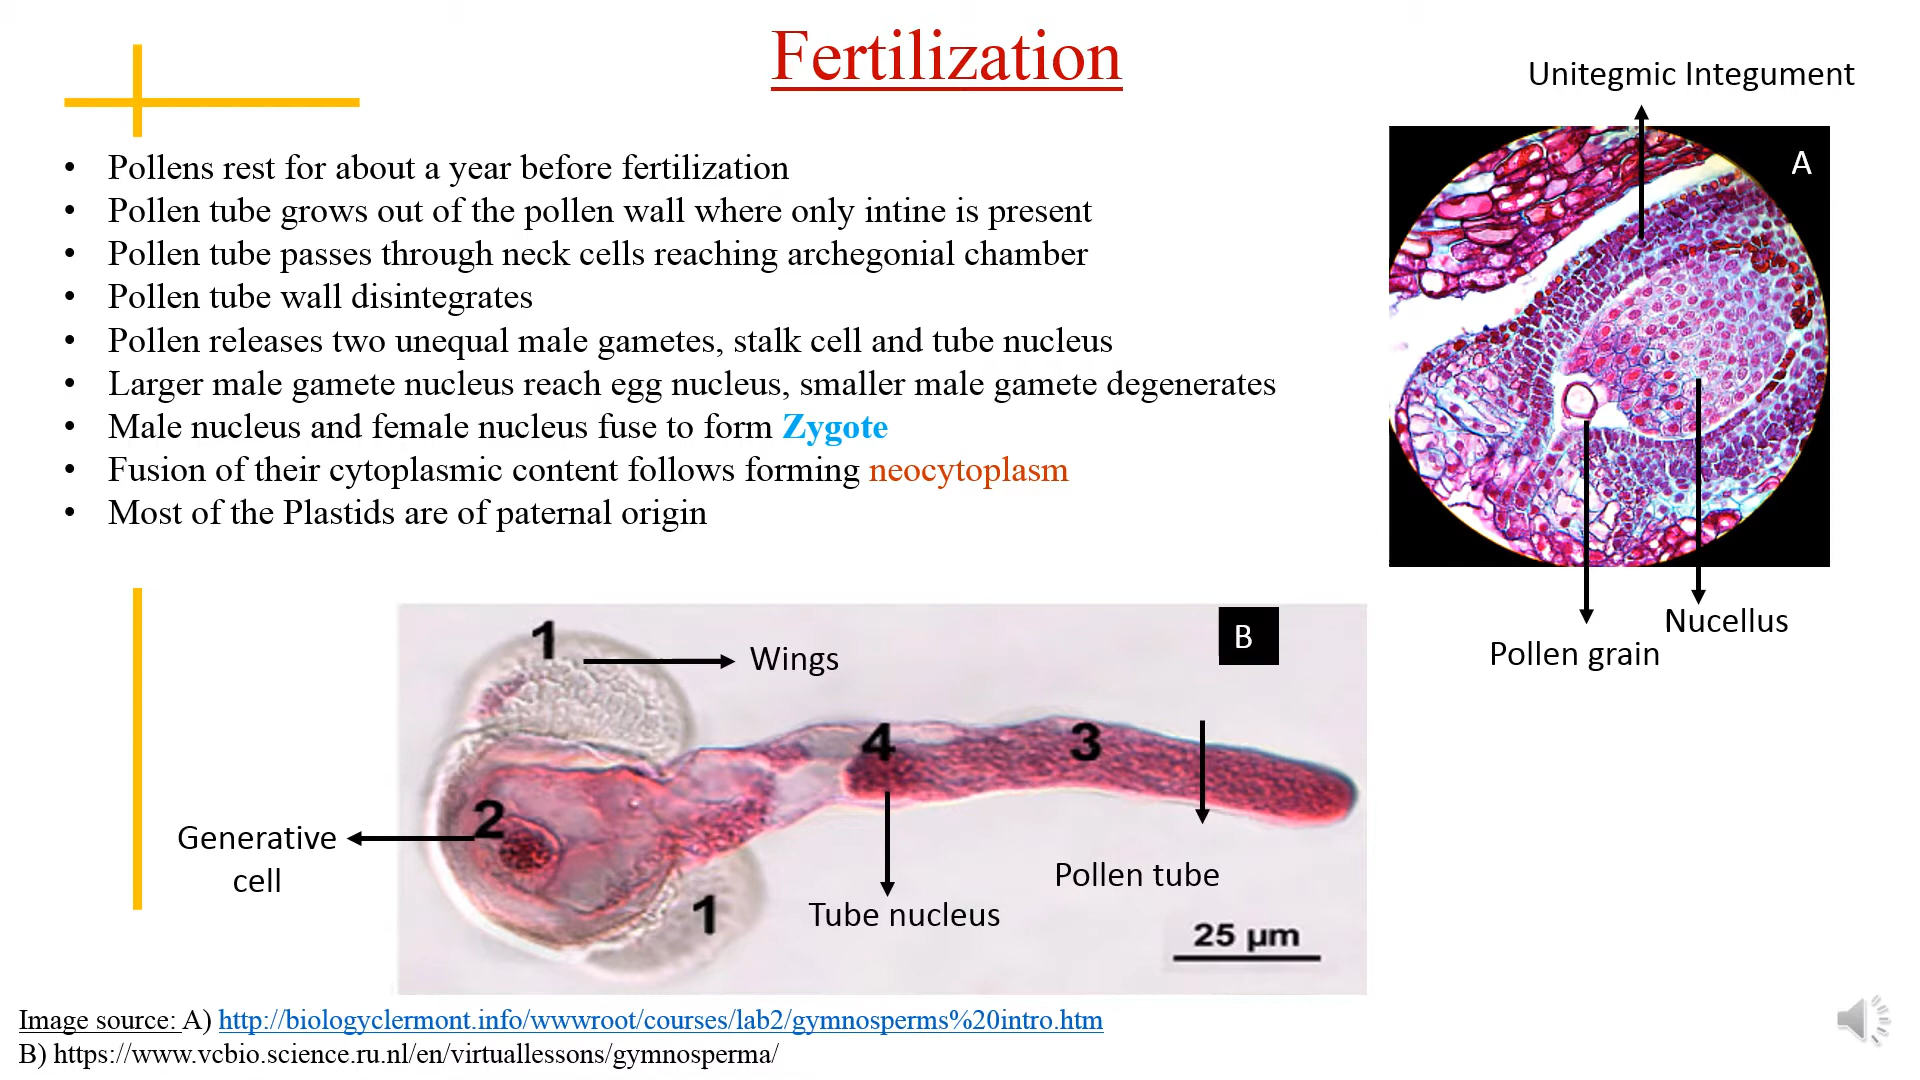 Fertilization
• Pollens rest for about a year before fertilization
• Pollen tube grows out of the pollen wall where only intine is present
• Pollen tube passes through neck cells reaching archegonial chamber
• Pollen tube wall disintegrates
• Pollen releases two unequal male gametes, stalk cell and tube nucleus
• Larger male gamete nucleus reach egg nucleus, smaller male gamete degenerates
• Male nucleus and female nucleus fuse to form Zygote
• Fusion of their cytoplasmic content follows forming neocytoplasm
• Most of the Plastids are of paternal origin
Unitegmic Integument
A
Nucellus
Pollen grain
B
1
Wings
4
3
2
Generative
cell
Pollen tube
1
Tube nucleus
25 µm
Image source: A) http://biologyclermont.info/wwwroot/courses/lab2/gymnosperms%20intro.htm
B) https://www.vcbio.science.ru.nl/en/virtuallessons/gymnosperma/